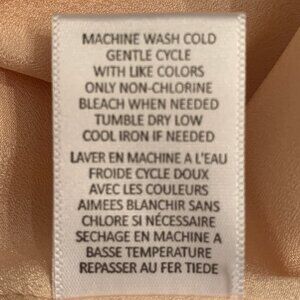 MACHINE WASH COLD
GENTLE CYCLE
WITH LIKE COLORS
ONLY NON-CHLORINE
BLEACH WHEN NEEDED
TUMBLE DRY LOW
COOL IRON IF NEEDED
LAVER EN MACHINE A L'EAU
FROIDE CYCLE DOUX
AVEC LES COULEURS
AIMEES BLANCHIR SANS
CHLORE SI NÉCESSAIRE
SECHAGE EN MACHINE A
BASSE TEMPERATURE
REPASSER AU FER TIEDE